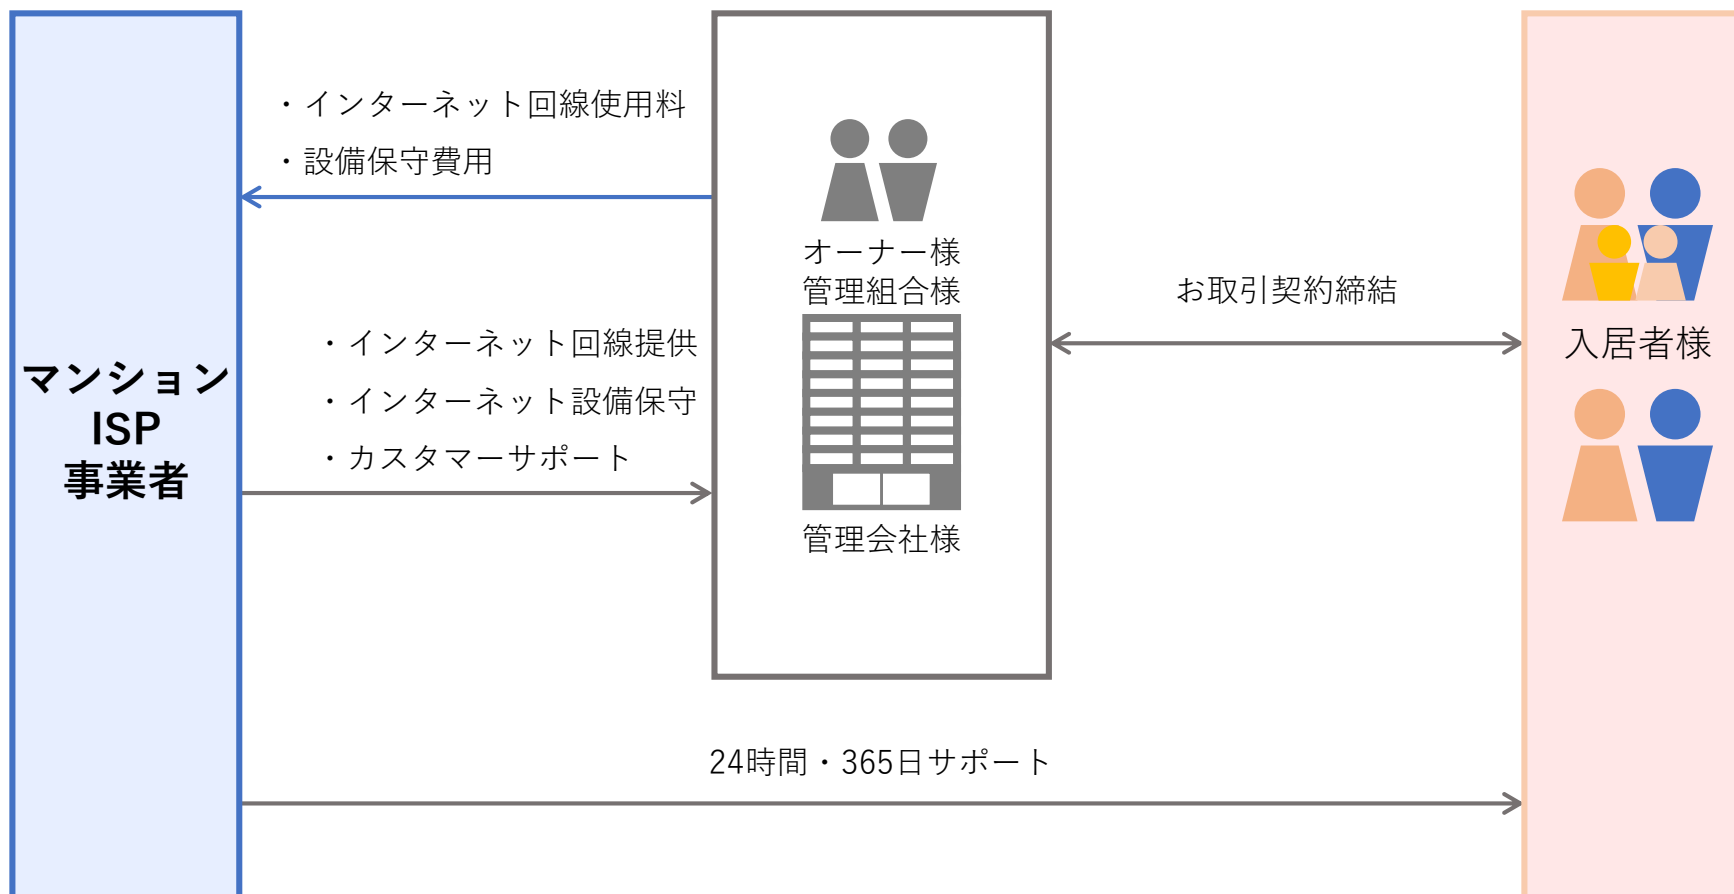 マンション
ISP
事業者
・インターネット回線使用料
・設備保守費用
・インターネット回線提供
・インターネット設備保守
・カスタマーサポート
オーナー様
管理組合様
管理会社様
お取引契約締結
入居者様
24時間・365日サポート